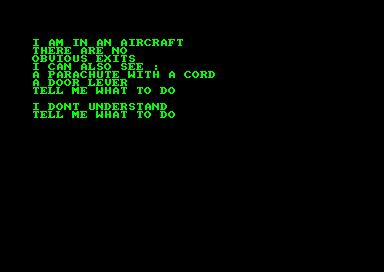 I AM IN AN AIRCRAFT
THERE ARE NO
OBVIOUS EXITS
I CAN ALSO SEE :
A PARACHUTE WITH A CORD
A DOOR LEVER
TELL ME WHAT TO DO
I DONT UNDERSTAND
TELL ME WHAT TO DO